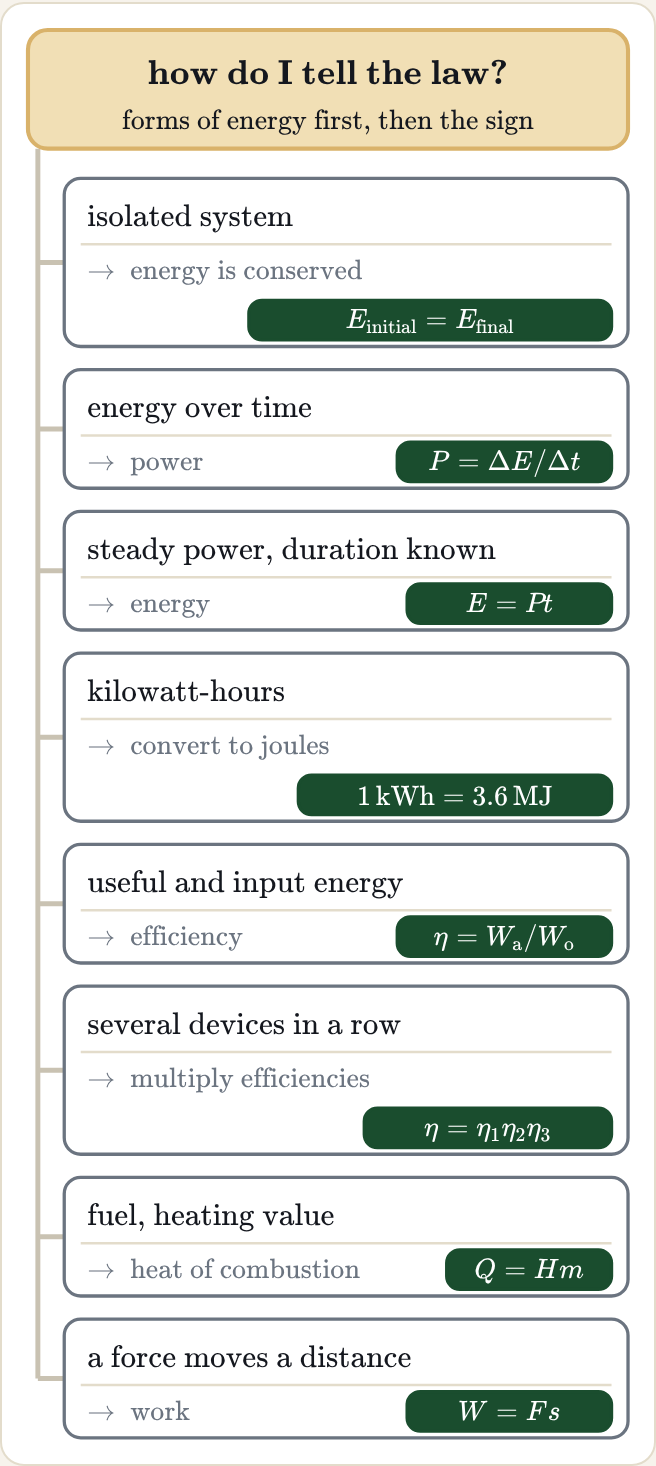 how do I tell the law?
forms of energy first, then the sign
isolated system
→ energy is conserved
E_initial = E_final
energy over time
→ power
P = ΔE/Δt
steady power, duration known
→ energy
E = Pt
kilowatt-hours
→ convert to joules
1 kWh = 3.6 MJ
useful and input energy
→ efficiency
η = W_a/W_o
several devices in a row
→ multiply efficiencies
η = η₁η₂η₃
fuel, heating value
→ heat of combustion
Q = Hm
a force moves a distance
→ work
W = Fs